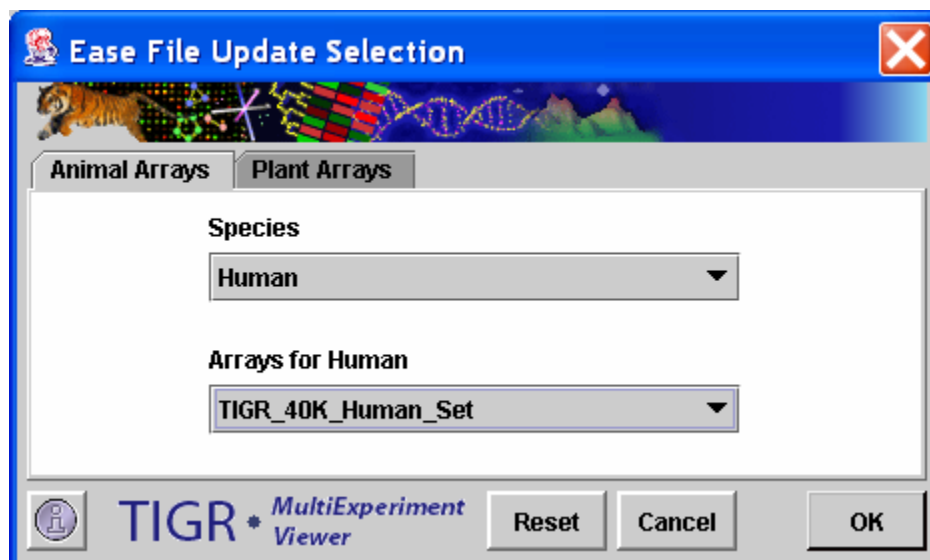 Ease File Update Selection
Animal Arrays Plant Arrays
Species
Human
Arrays for Human
TIGR_40K_Human_Set
TIGR • MultiExperiment
Viewer
Reset Cancel OK